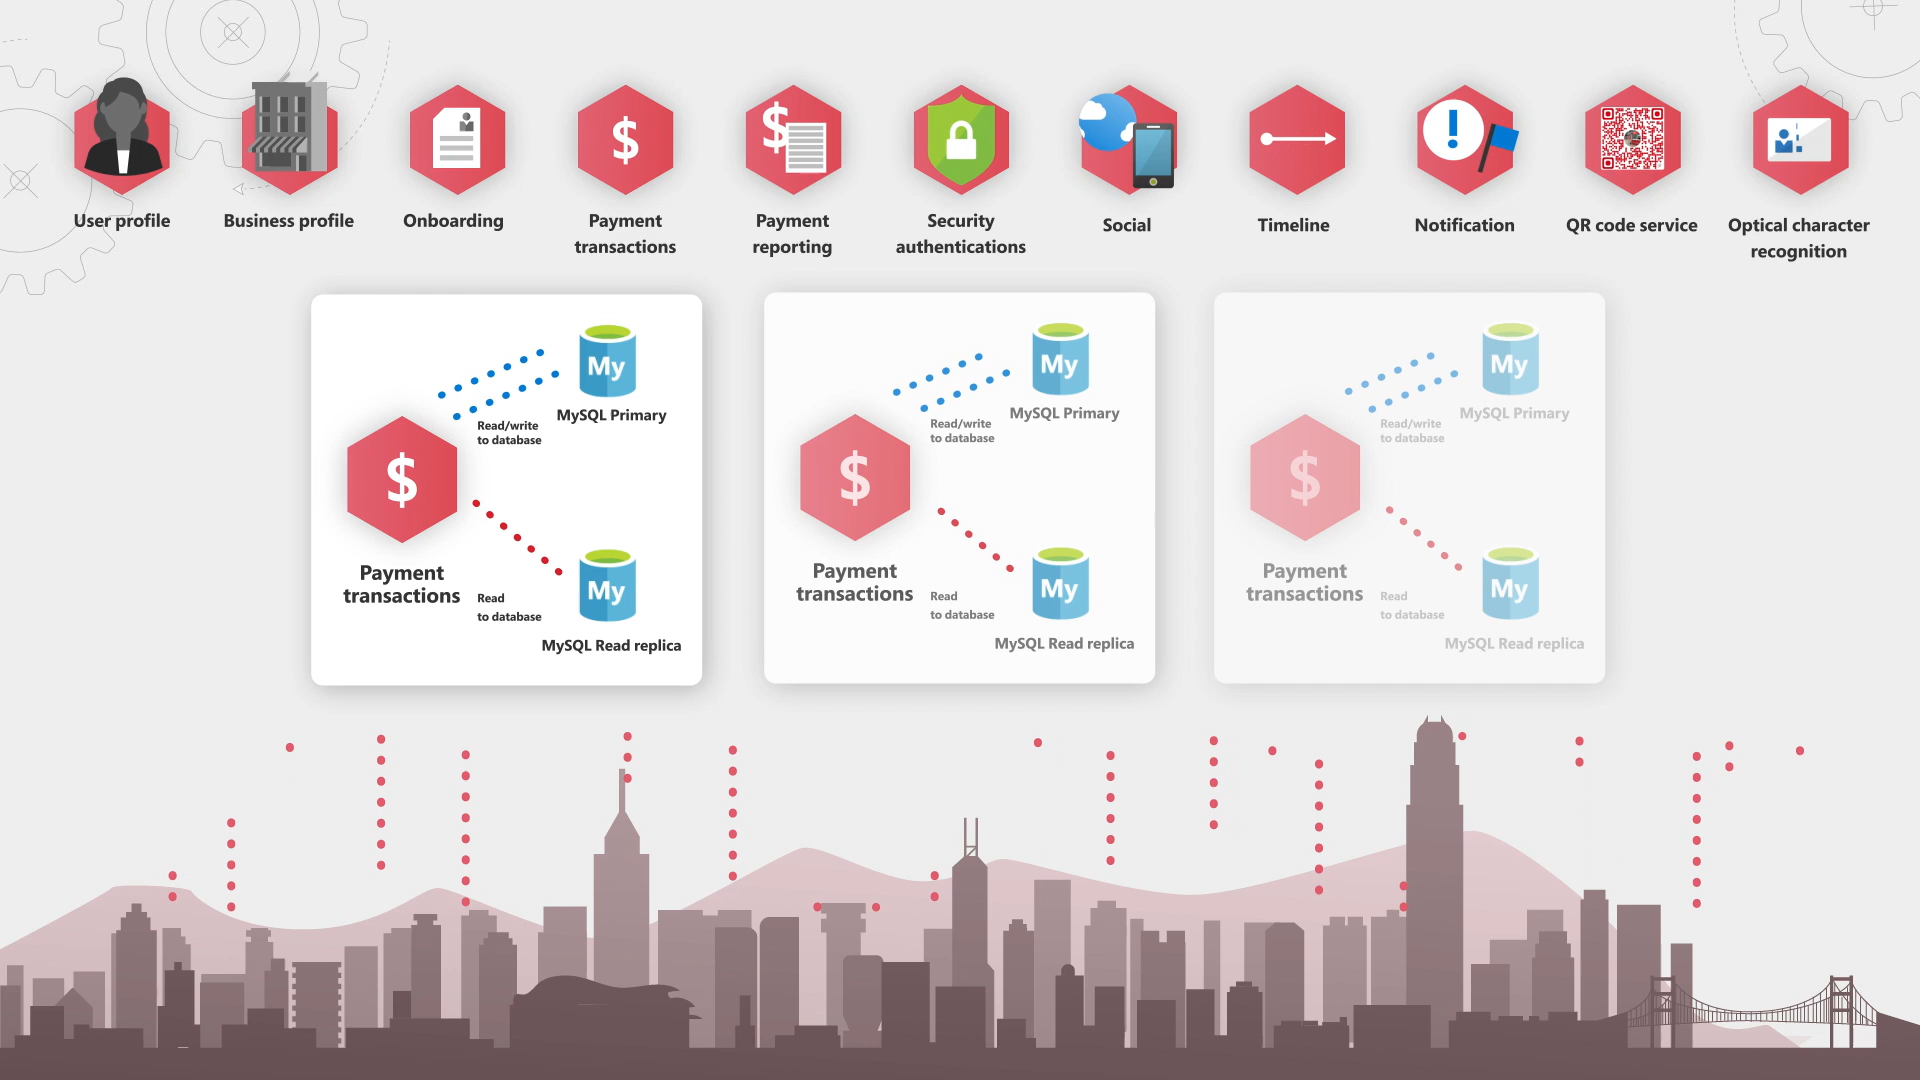 User profile
Business profile
Onboarding
$
Payment
transactions
$
Payment
reporting
Security
authentications
Social
Timeline
!
Notification
QR code service
Optical character
recognition
My
MySQL Primary
Read/write
to database
$
Payment
transactions
Read
to database
My
MySQL Read replica
My
MySQL Primary
Read/write
to database
$
Payment
transactions
Read
to database
My
MySQL Read replica
My
MySQL Primary
Read/write
to database
$
Payment
transactions
Read
to database
My
MySQL Read replica